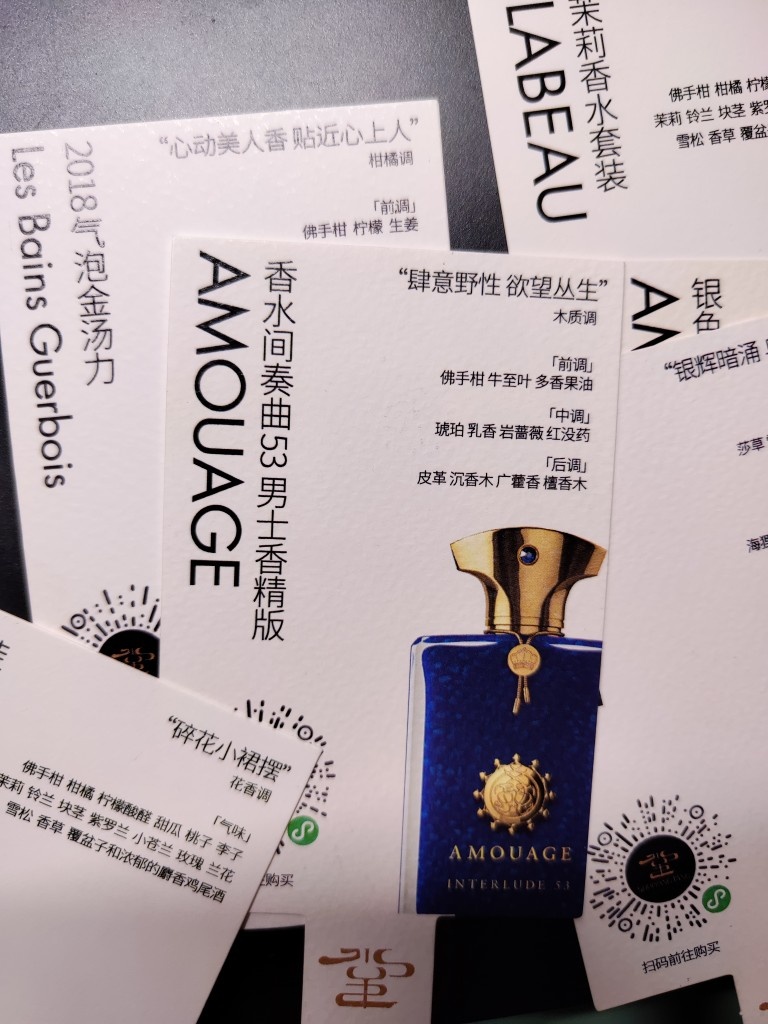 茉莉香水套装
LABEAU
佛手柑 柑橘
茉莉 铃兰 块茎
雪松 香草
2018气泡金汤力
Les Bains Guerbois
“心动美人香 贴近心上人”
柑橘调
「前调」
佛手柑 柠檬 生姜
香水间奏曲53男士香精版
AMOUAGE
“肆意野性 欲望丛生”
木质调
「前调」
佛手柑 牛至叶 多香果油
「中调」
琥珀 乳香 岩蔷薇 红没药
「后调」
皮革 沉香木 广藿香 檀香木
AMOUAGE
INTERLUDE 53
购买
银色
AM
“银辉暗涌
莎草
海狸
扫码前往购买
“碎花小裙摆”
花香调
「气味」
佛手柑 柑橘 柠檬酸醛 甜瓜 桃子 李子
茉莉 铃兰 块茎 紫罗兰 小苍兰 玫瑰 兰花
雪松 香草 覆盆子和浓郁的麝香鸡尾酒